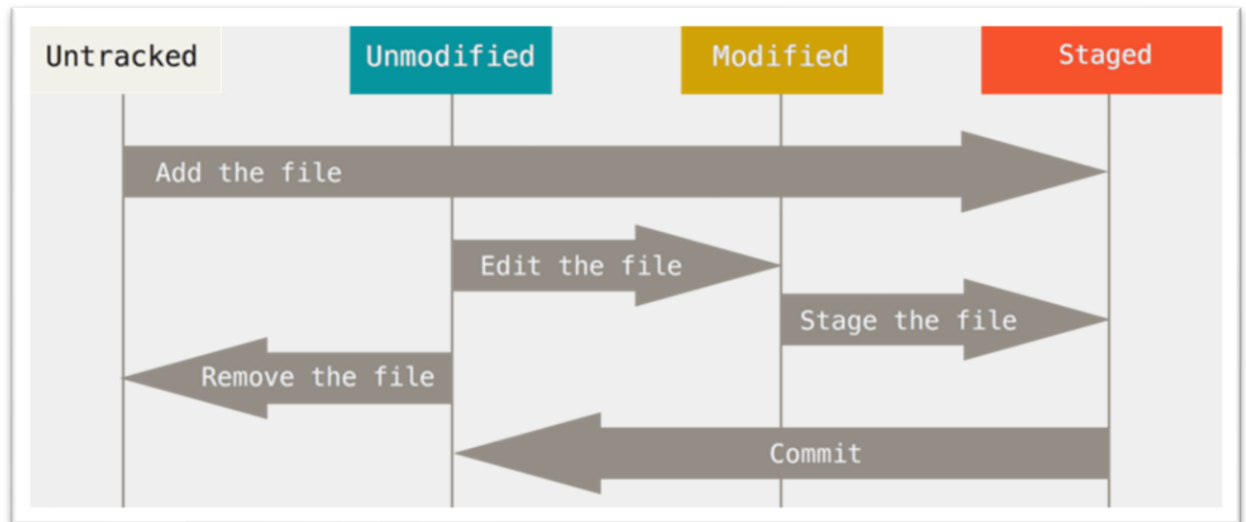 Untracked
Unmodified
Modified
Staged
Add the file
Edit the file
Stage the file
Remove the file
Commit